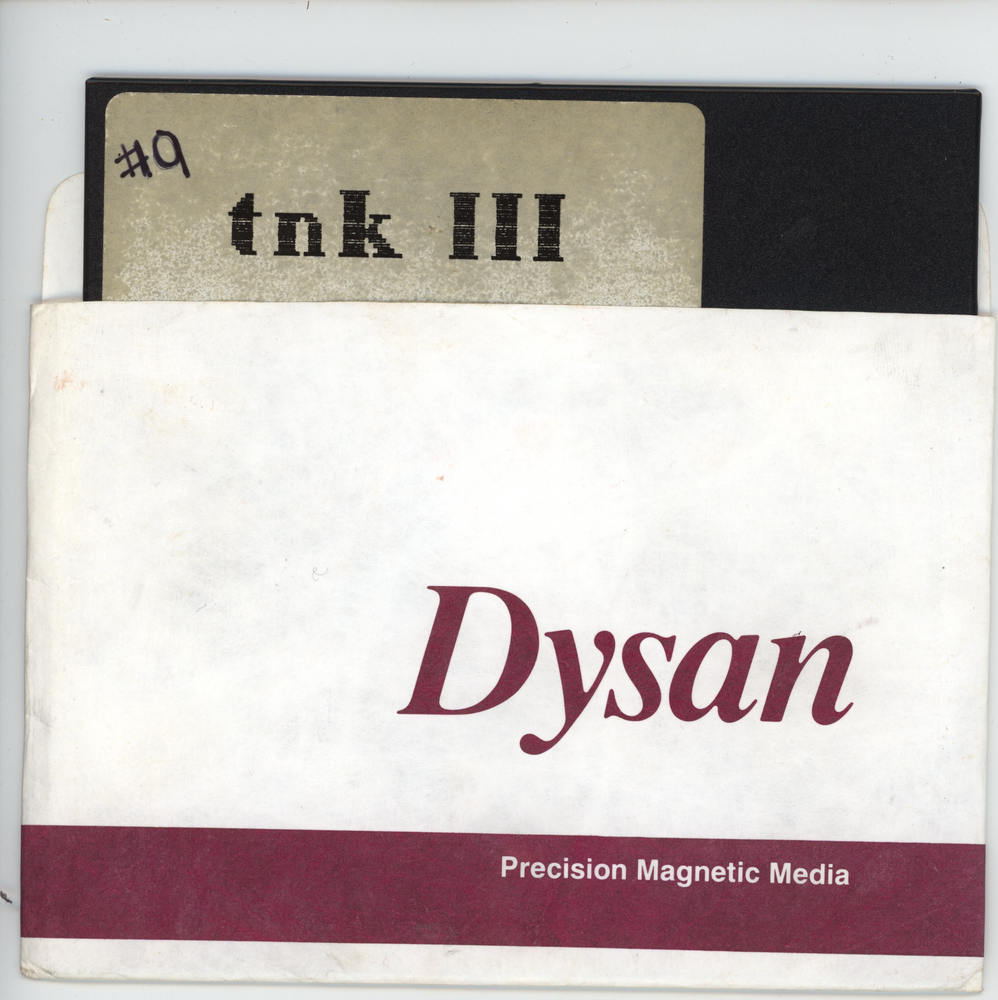 #9
tnk III
Dysan
Precision Magnetic Media